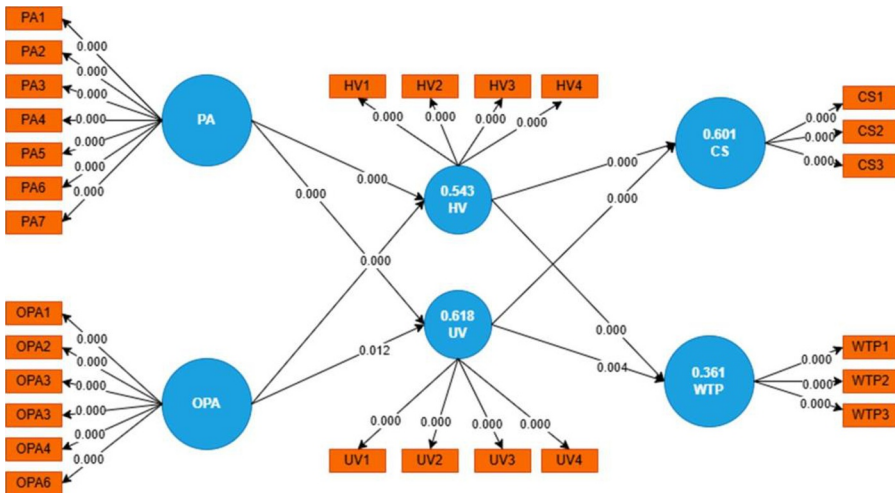 PA1
PA2
PA3
PA4
PA5
PA6
PA7
0.000
0.000
0.000
0.000
0.000
0.000
0.000
PA
OPA1
OPA2
OPA3
OPA3
OPA4
OPA6
0.000
0.000
0.000
0.000
0.000
0.000
OPA
0.000
0.000
0.000
0.012
HV1
HV2
HV3
HV4
0.000
0.000
0.000
0.000
0.543
HV
0.618
UV
0.000
0.000
0.000
0.000
UV1
UV2
UV3
UV4
0.000
0.000
0.000
0.004
0.601
CS
0.000
0.000
0.000
CS1
CS2
CS3
0.361
WTP
0.000
0.000
0.000
WTP1
WTP2
WTP3